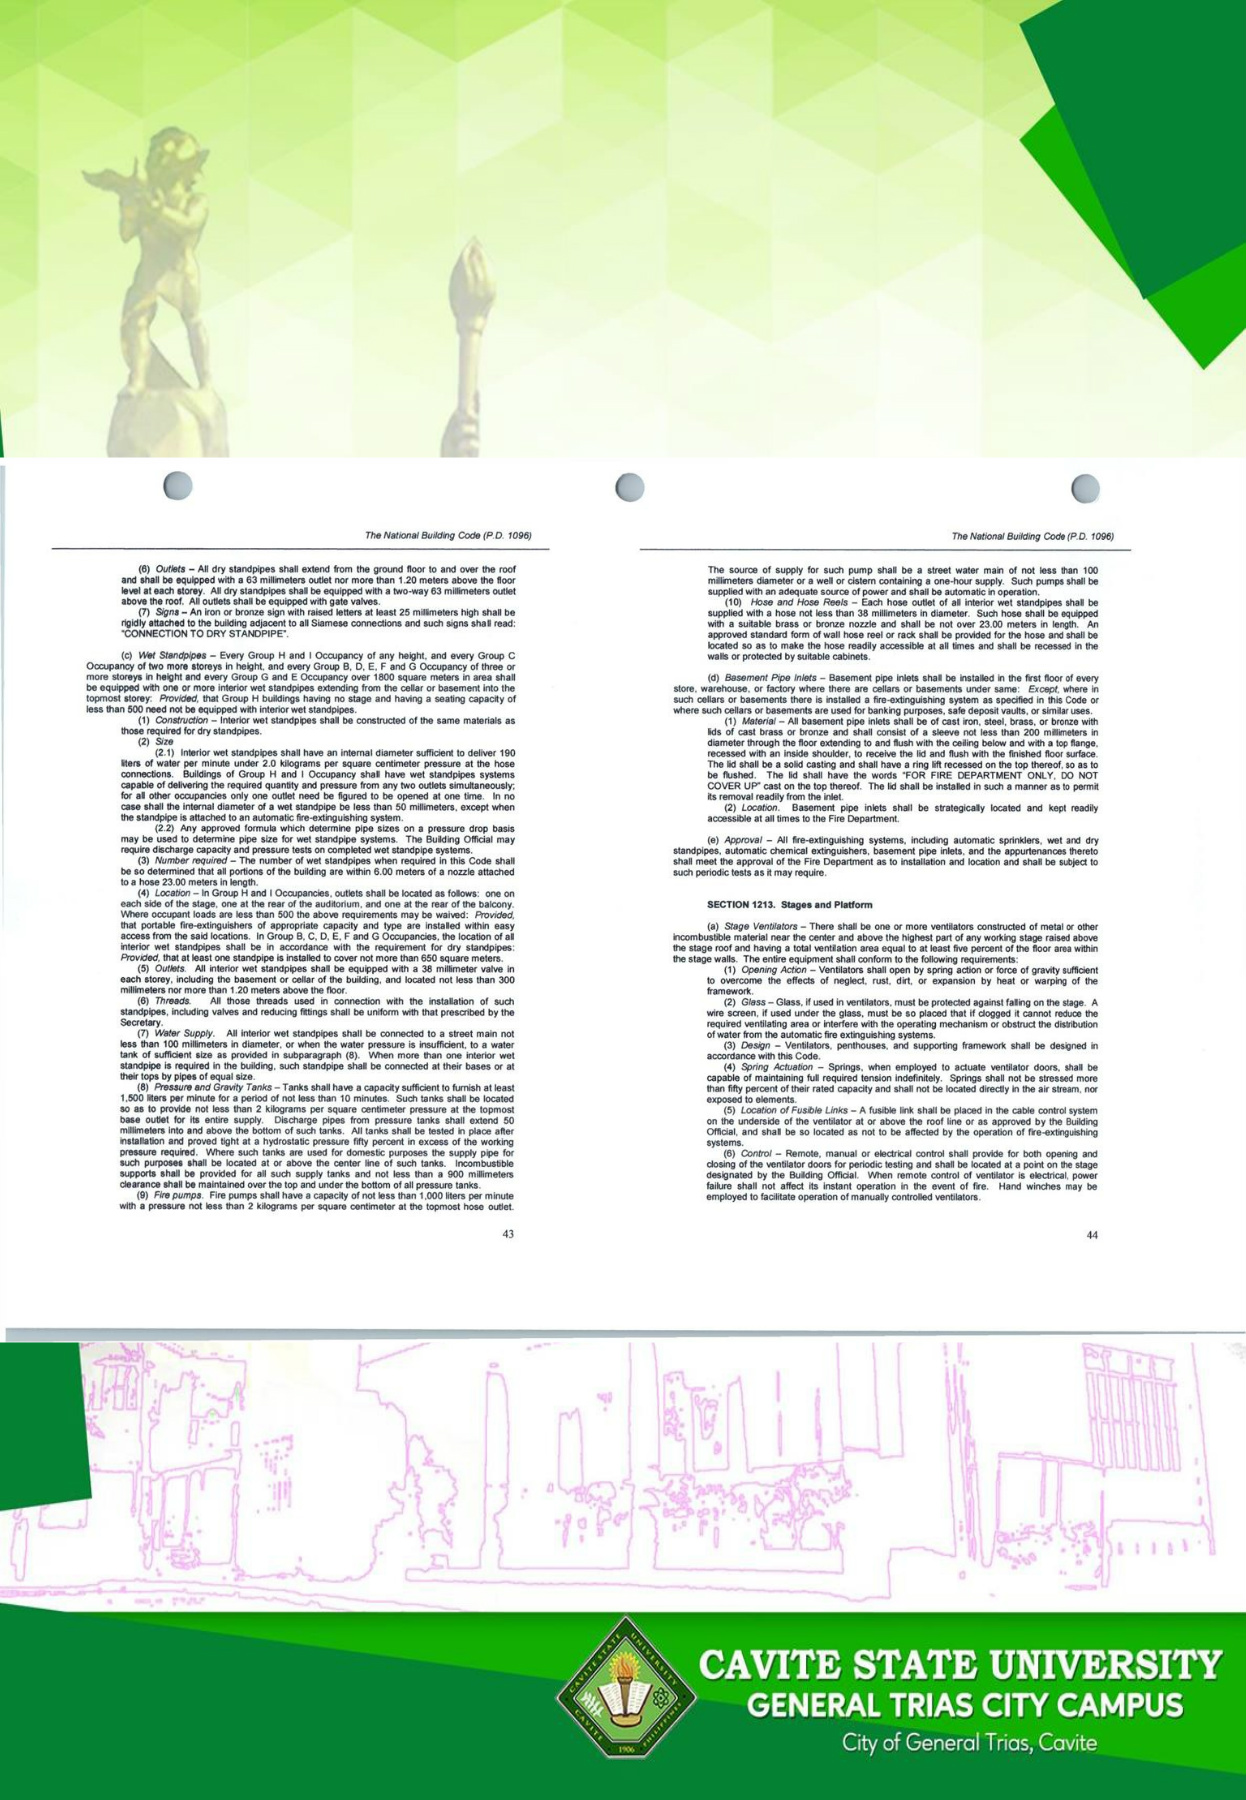 The National Building Code (P.D. 1096)
(6) Outlets – All dry standpipes shall extend from the ground floor to and over the roof
and shall be equipped with a 63 millimeters outlet nor more than 1.20 meters above the floor
level at each storey. All dry standpipes shall be equipped with a two-way 63 millimeters outlet
above the roof. All outlets shall be equipped with gate valves.
(7) Signs – An iron or bronze sign with raised letters at least 25 millimeters high shall be
rigidly attached to the building adjacent to all Siamese connections and such signs shall read:
"CONNECTION TO DRY STANDPIPE".
(c) Wet Standpipes – Every Group H and I Occupancy of any height, and every Group C
Occupancy of two more storeys in height, and every Group B, D, E, F and G Occupancy of three or
more storeys in height and every Group G and E Occupancy over 1800 square meters in area shall
be equipped with one or more interior wet standpipes extending from the cellar or basement into the
topmost storey: Provided, that Group H buildings having no stage and having a seating capacity of
less than 500 need not be equipped with interior wet standpipes.
(1) Construction – Interior wet standpipes shall be constructed of the same materials as
those required for dry standpipes.
(2) Size
(2.1) Interior wet standpipes shall have an internal diameter sufficient to deliver 190
liters of water per minute under 2.0 kilograms per square centimeter pressure at the hose
connections. Buildings of Group H and I Occupancy shall have wet standpipes systems
capable of delivering the required quantity and pressure from any two outlets simultaneously;
for all other occupancies only one outlet need be figured to be opened at one time. In no
case shall the internal diameter of a wet standpipe be less than 50 millimeters, except when
the standpipe is attached to an automatic fire-extinguishing system.
(2.2) Any approved formula which determine pipe sizes on a pressure drop basis
may be used to determine pipe size for wet standpipe systems. The Building Official may
require discharge capacity and pressure tests on completed wet standpipe systems.
(3) Number required – The number of wet standpipes when required in this Code shall
be so determined that all portions of the building are within 6.00 meters of a nozzle attached
to a hose 23.00 meters in length.
(4) Location – In Group H and I Occupancies, outlets shall be located as follows: one on
each side of the stage, one at the rear of the auditorium, and one at the rear of the balcony.
Where occupant loads are less than 500 the above requirements may be waived: Provided,
that portable fire-extinguishers of appropriate capacity and type are installed within easy
access from the said locations. In Group B, C, D, E, F and G Occupancies, the location of all
interior wet standpipes shall be in accordance with the requirement for dry standpipes:
Provided, that at least one standpipe is installed to cover not more than 650 square meters.
(5) Outlets. All interior wet standpipes shall be equipped with a 38 millimeter valve in
each storey, including the basement or cellar of the building, and located not less than 300
millimeters nor more than 1.20 meters above the floor.
(6) Threads. All those threads used in connection with the installation of such
standpipes, including valves and reducing fittings shall be uniform with that prescribed by the
Secretary.
(7) Water Supply. All interior wet standpipes shall be connected to a street main not
less than 100 millimeters in diameter, or when the water pressure is insufficient, to a water
tank of sufficient size as provided in subparagraph (8). When more than one interior wet
standpipe is required in the building, such standpipe shall be connected at their bases or at
their tops by pipes of equal size.
(8) Pressure and Gravity Tanks – Tanks shall have a capacity sufficient to furnish at least
1,500 liters per minute for a period of not less than 10 minutes. Such tanks shall be located
so as to provide not less than 2 kilograms per square centimeter pressure at the topmost
base outlet for its entire supply. Discharge pipes from pressure tanks shall extend 50
millimeters into and above the bottom of such tanks. All tanks shall be tested in place after
installation and proved tight at a hydrostatic pressure fifty percent in excess of the working
pressure required. Where such tanks are used for domestic purposes the supply pipe for
such purposes shall be located at or above the center line of such tanks. Incombustible
supports shall be provided for all such supply tanks and not less than a 900 millimeters
clearance shall be maintained over the top and under the bottom of all pressure tanks.
(9) Fire pumps. Fire pumps shall have a capacity of not less than 1,000 liters per minute
with a pressure not less than 2 kilograms per square centimeter at the topmost hose outlet.
43
The National Building Code (P.D. 1096)
The source of supply for such pump shall be a street water main of not less than 100
millimeters diameter or a well or cistern containing a one-hour supply. Such pumps shall be
supplied with an adequate source of power and shall be automatic in operation.
(10) Hose and Hose Reels – Each hose outlet of all interior wet standpipes shall be
supplied with a hose not less than 38 millimeters in diameter. Such hose shall be equipped
with a suitable brass or bronze nozzle and shall be not over 23.00 meters in length. An
approved standard form of wall hose reel or rack shall be provided for the hose and shall be
located so as to make the hose readily accessible at all times and shall be recessed in the
walls or protected by suitable cabinets.
(d) Basement Pipe inlets – Basement pipe inlets shall be installed in the first floor of every
store, warehouse, or factory where there are cellars or basements under same: Except, where in
such cellars or basements there is installed a fire-extinguishing system as specified in this Code or
where such cellars or basements are used for banking purposes, safe deposit vaults, or similar uses.
(1) Material – All basement pipe inlets shall be of cast iron, steel, brass, or bronze with
lids of cast brass or bronze and shall consist of a sleeve not less than 200 millimeters in
diameter through the floor extending to and flush with the ceiling below and with a top flange,
recessed with an inside shoulder, to receive the lid and flush with the finished floor surface.
The lid shall be a solid casting and shall have a ring lift recessed on the top thereof, so as to
be flushed. The lid shall have the words "FOR FIRE DEPARTMENT ONLY, DO NOT
COVER UP" cast on the top thereof. The lid shall be installed in such a manner as to permit
its removal readily from the inlet.
(2) Location. Basement pipe inlets shall be strategically located and kept readily
accessible at all times to the Fire Department.
(e) Approval – All fire-extinguishing systems, including automatic sprinklers, wet and dry
standpipes, automatic chemical extinguishers, basement pipe inlets, and the appurtenances thereto
shall meet the approval of the Fire Department as to installation and location and shall be subject to
such periodic tests as it may require.
SECTION 1213. Stages and Platform
(a) Stage Ventilators – There shall be one or more ventilators constructed of metal or other
incombustible material near the center and above the highest part of any working stage raised above
the stage roof and having a total ventilation area equal to at least five percent of the floor area within
the stage walls. The entire equipment shall conform to the following requirements:
(1) Opening Action – Ventilators shall open by spring action or force of gravity sufficient
to overcome the effects of neglect, rust, dirt, or expansion by heat or warping of the
framework.
(2) Glass – Glass, if used in ventilators, must be protected against falling on the stage. A
wire screen, if used under the glass, must be so placed that if clogged it cannot reduce the
required ventilating area or interfere with the operating mechanism or obstruct the distribution
of water from the automatic fire extinguishing systems.
(3) Design – Ventilators, penthouses, and supporting framework shall be designed in
accordance with this Code.
(4) Spring Actuation – Springs, when employed to actuate ventilator doors, shall be
capable of maintaining full required tension indefinitely. Springs shall not be stressed more
than fifty percent of their rated capacity and shall not be located directly in the air stream, nor
exposed to elements.
(5) Location of Fusible Links – A fusible link shall be placed in the cable control system
on the underside of the ventilator at or above the roof line or as approved by the Building
Official, and shall be so located as not to be affected by the operation of fire-extinguishing
systems.
(6) Control – Remote, manual or electrical control shall provide for both opening and
closing of the ventilator doors for periodic testing and shall be located at a point on the stage
designated by the Building Official. When remote control of ventilator is electrical, power
failure shall not affect its instant operation in the event of fire. Hand winches may be
employed to facilitate operation of manually controlled ventilators.
44
CAVITE STATE UNIVERSITY
CAVITE
PHILIPPINES
1906
CAVITE STATE UNIVERSITY
GENERAL TRIAS CITY CAMPUS
City of General Trias, Cavite